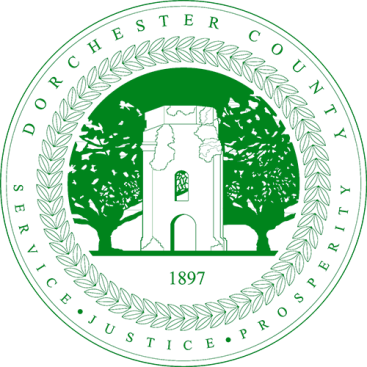 DORCHESTER COUNTY
1897
SERVICE • JUSTICE • PROSPERITY